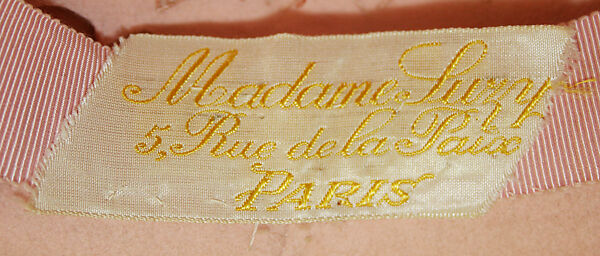 Madame Suzy
5, Rue de la Paix
PARIS